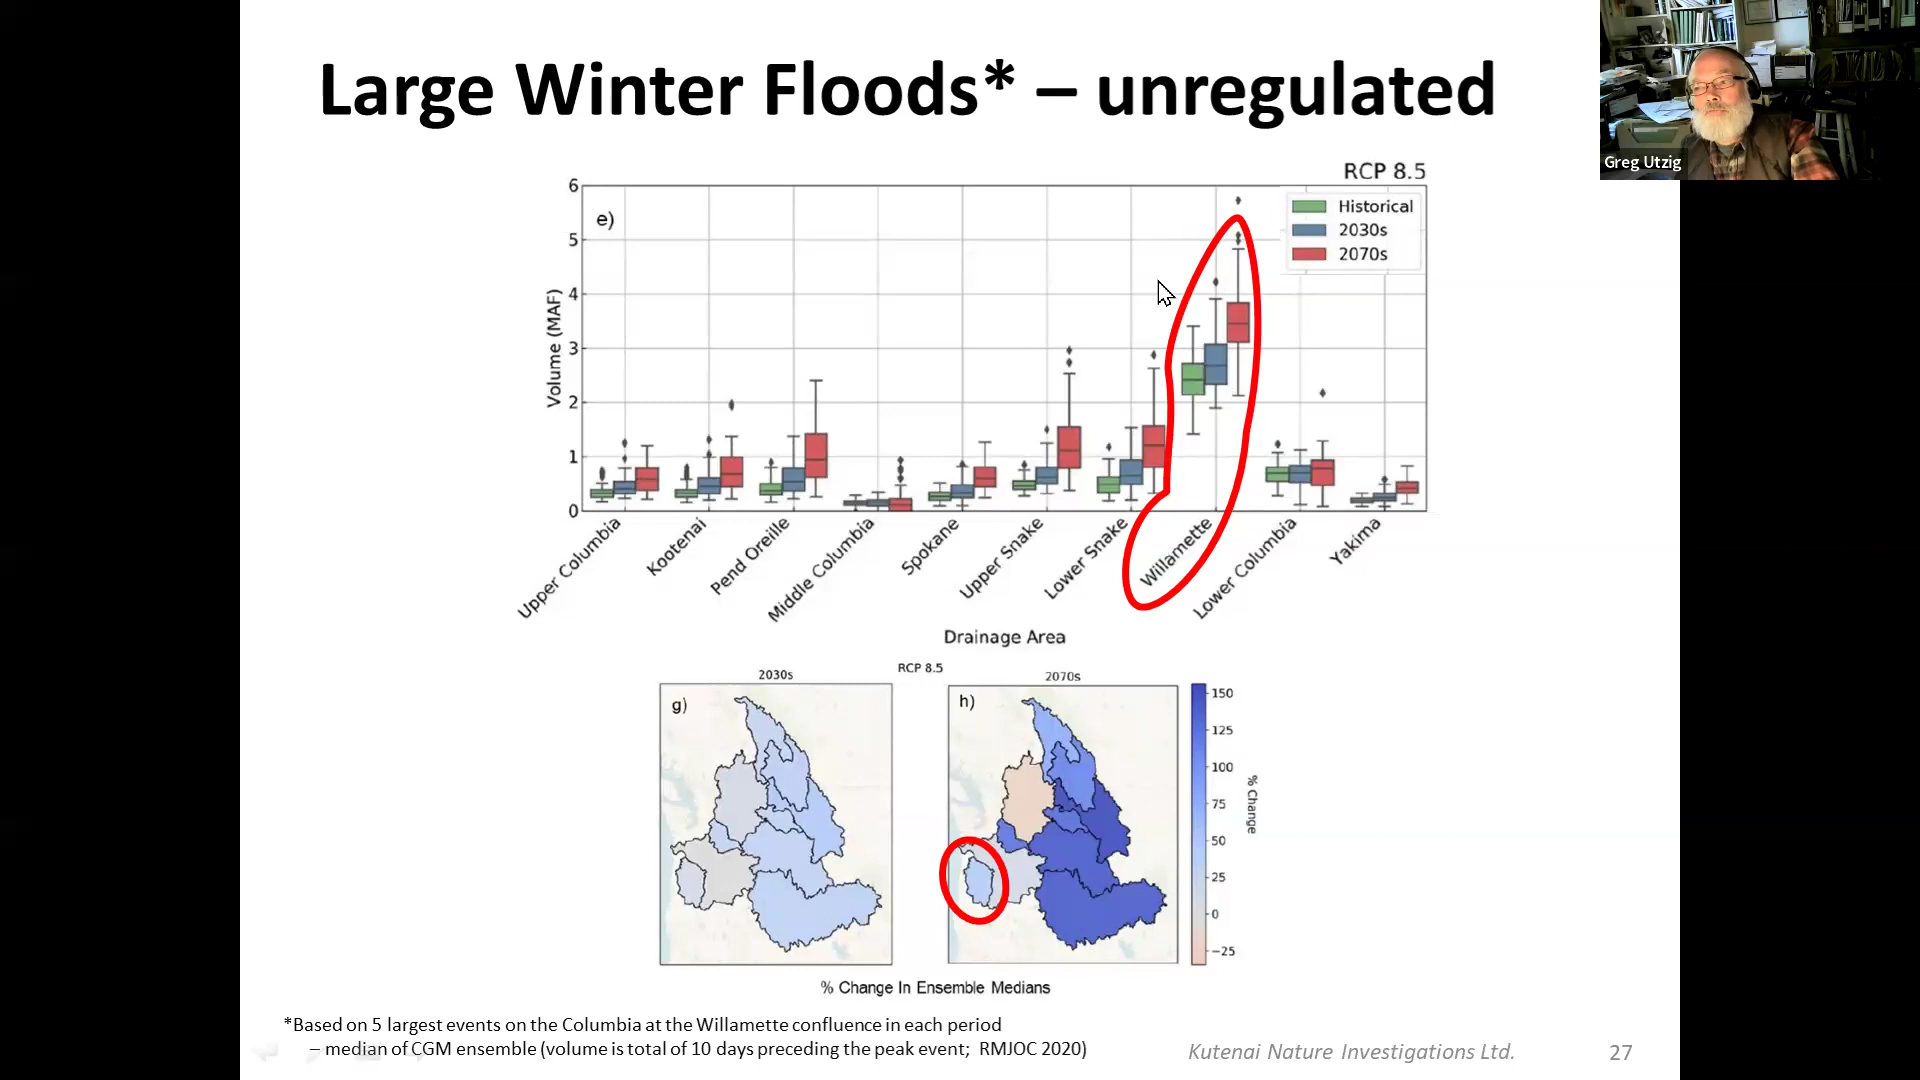 Large Winter Floods* – unregulated
Greg Utzig
RCP 8.5
e)
Historical
2030s
2070s
Volume (MAF)
6
5
4
3
2
1
0
Upper Columbia
Kootenai
Pend Oreille
Middle Columbia
Spokane
Upper Snake
Lower Snake
Willamette
Lower Columbia
Yakima
Drainage Area
2030s
RCP 8.5
2070s
g)
h)
150
125
100
75
50
25
0
−25
% Change
% Change In Ensemble Medians
*Based on 5 largest events on the Columbia at the Willamette confluence in each period
– median of CGM ensemble (volume is total of 10 days preceding the peak event; RMJOC 2020)
Kutenai Nature Investigations Ltd.
27